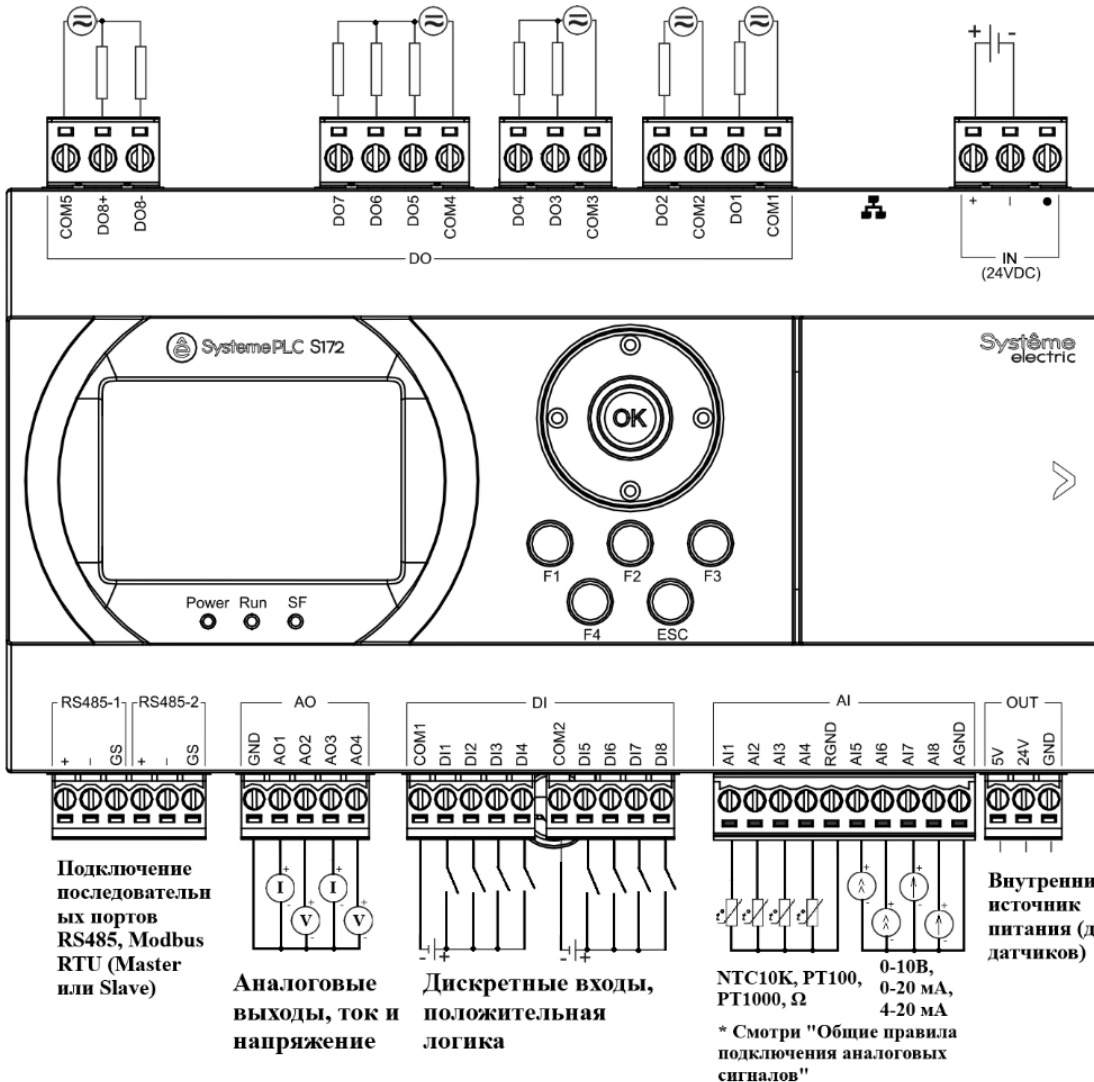 COM5 DO8+ DO8- DO7 DO6 DO5 COM4 DO4 DO3 COM3 DO2 COM2 DO1 COM1
+ -
+ – ●
DO
IN
(24VDC)
SystemePLC S172
Système
electric
OK
F1 F2 F3
F4 ESC
Power Run SF
RS485-1 RS485-2 AO DI AI OUT
+ – GS + – GS
GND AO1 AO2 AO3 AO4
COM1 DI1 DI2 DI3 DI4 COM2 DI5 DI6 DI7 DI8
AI1 AI2 AI3 AI4 RGND AI5 AI6 AI7 AI8 AGND
5V 24V GND
I V I V
Подключение
последовательн
ых портов
RS485, Modbus
RTU (Master
или Slave)
Аналоговые
выходы, ток и
напряжение
Дискретные входы,
положительная
логика
t° t° t° t°
NTC10K, PT100,
PT1000, Ω
0-10В,
0-20 мА,
4-20 мА
* Смотри "Общие правила
подключения аналоговых
сигналов"
Внутренни
источник
питания (д
датчиков)